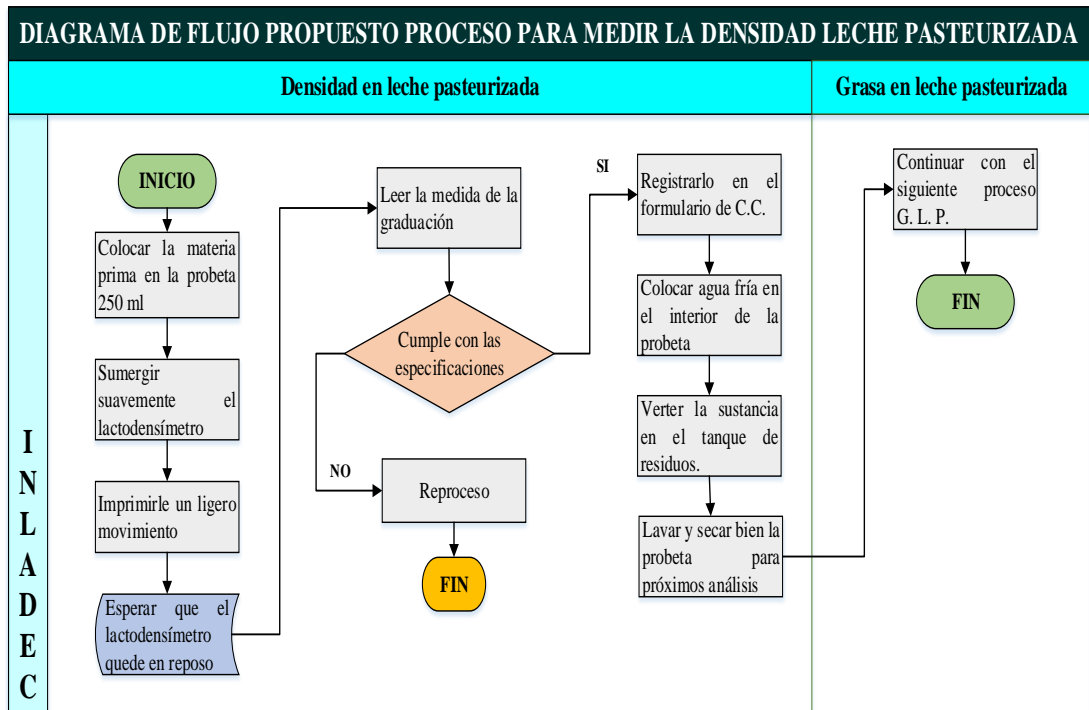 DIAGRAMA DE FLUJO PROPUESTO PROCESO PARA MEDIR LA DENSIDAD LECHE PASTEURIZADA
Densidad en leche pasteurizada
Grasa en leche pasteurizada
INLADEC
INICIO
Colocar la materia
prima en la probeta
250 ml
Sumergir
suavemente el
lactodensímetro
Imprimirle un ligero
movimiento
Esperar que el
lactodensímetro
quede en reposo
Leer la medida de la
graduación
Cumple con las
especificaciones
NO
Reproceso
FIN
SI
Registrarlo en el
formulario de C.C.
Colocar agua fría en
el interior de la
probeta
Verter la sustancia
en el tanque de
residuos.
Lavar y secar bien la
probeta para
próximos análisis
Continuar con el
siguiente proceso
G. L. P.
FIN